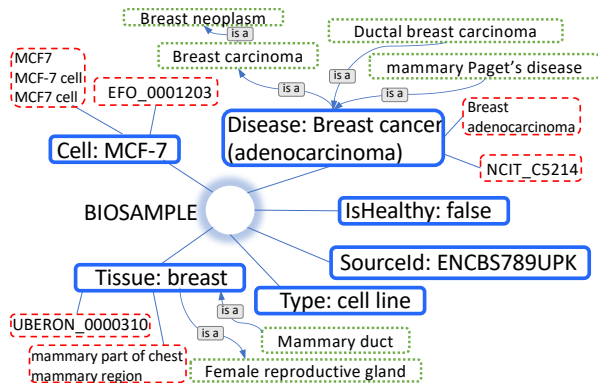 Breast neoplasm
is a
Breast carcinoma
Ductal breast carcinoma
mammary Paget's disease
is a
is a
is a
MCF7
MCF-7 cell
MCF7 cell
EFO_0001203
Cell: MCF-7
Disease: Breast cancer
(adenocarcinoma)
Breast
adenocarcinoma
NCIT_C5214
BIOSAMPLE
IsHealthy: false
SourceId: ENCBS789UPK
Type: cell line
Tissue: breast
UBERON_0000310
mammary part of chest
mammary region
is a
is a
Mammary duct
Female reproductive gland